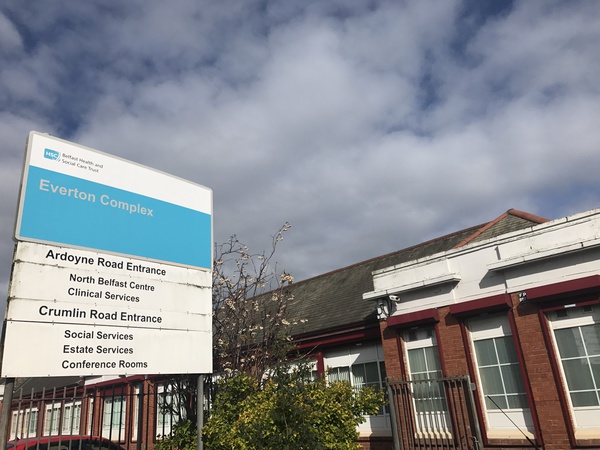 HSC Belfast Health and
Social Care Trust
Everton Complex
Ardoyne Road Entrance
North Belfast Centre
Clinical Services
Crumlin Road Entrance
Social Services
Estate Services
Conference Rooms